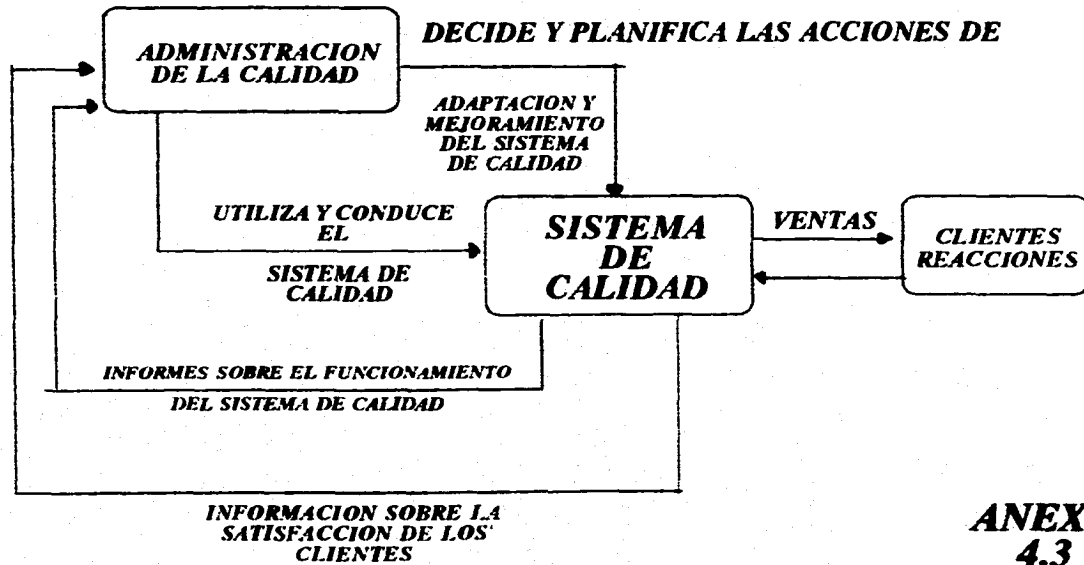 DECIDE Y PLANIFICA LAS ACCIONES DE
ADMINISTRACION
DE LA CALIDAD
ADAPTACION Y
MEJORAMIENTO
DEL SISTEMA
DE CALIDAD
UTILIZA Y CONDUCE
EL
SISTEMA DE
CALIDAD
SISTEMA
DE
CALIDAD
VENTAS
CLIENTES
REACCIONES
INFORMES SOBRE EL FUNCIONAMIENTO
DEL SISTEMA DE CALIDAD
INFORMACION SOBRE LA
SATISFACCION DE LOS
CLIENTES
ANEX
4.3